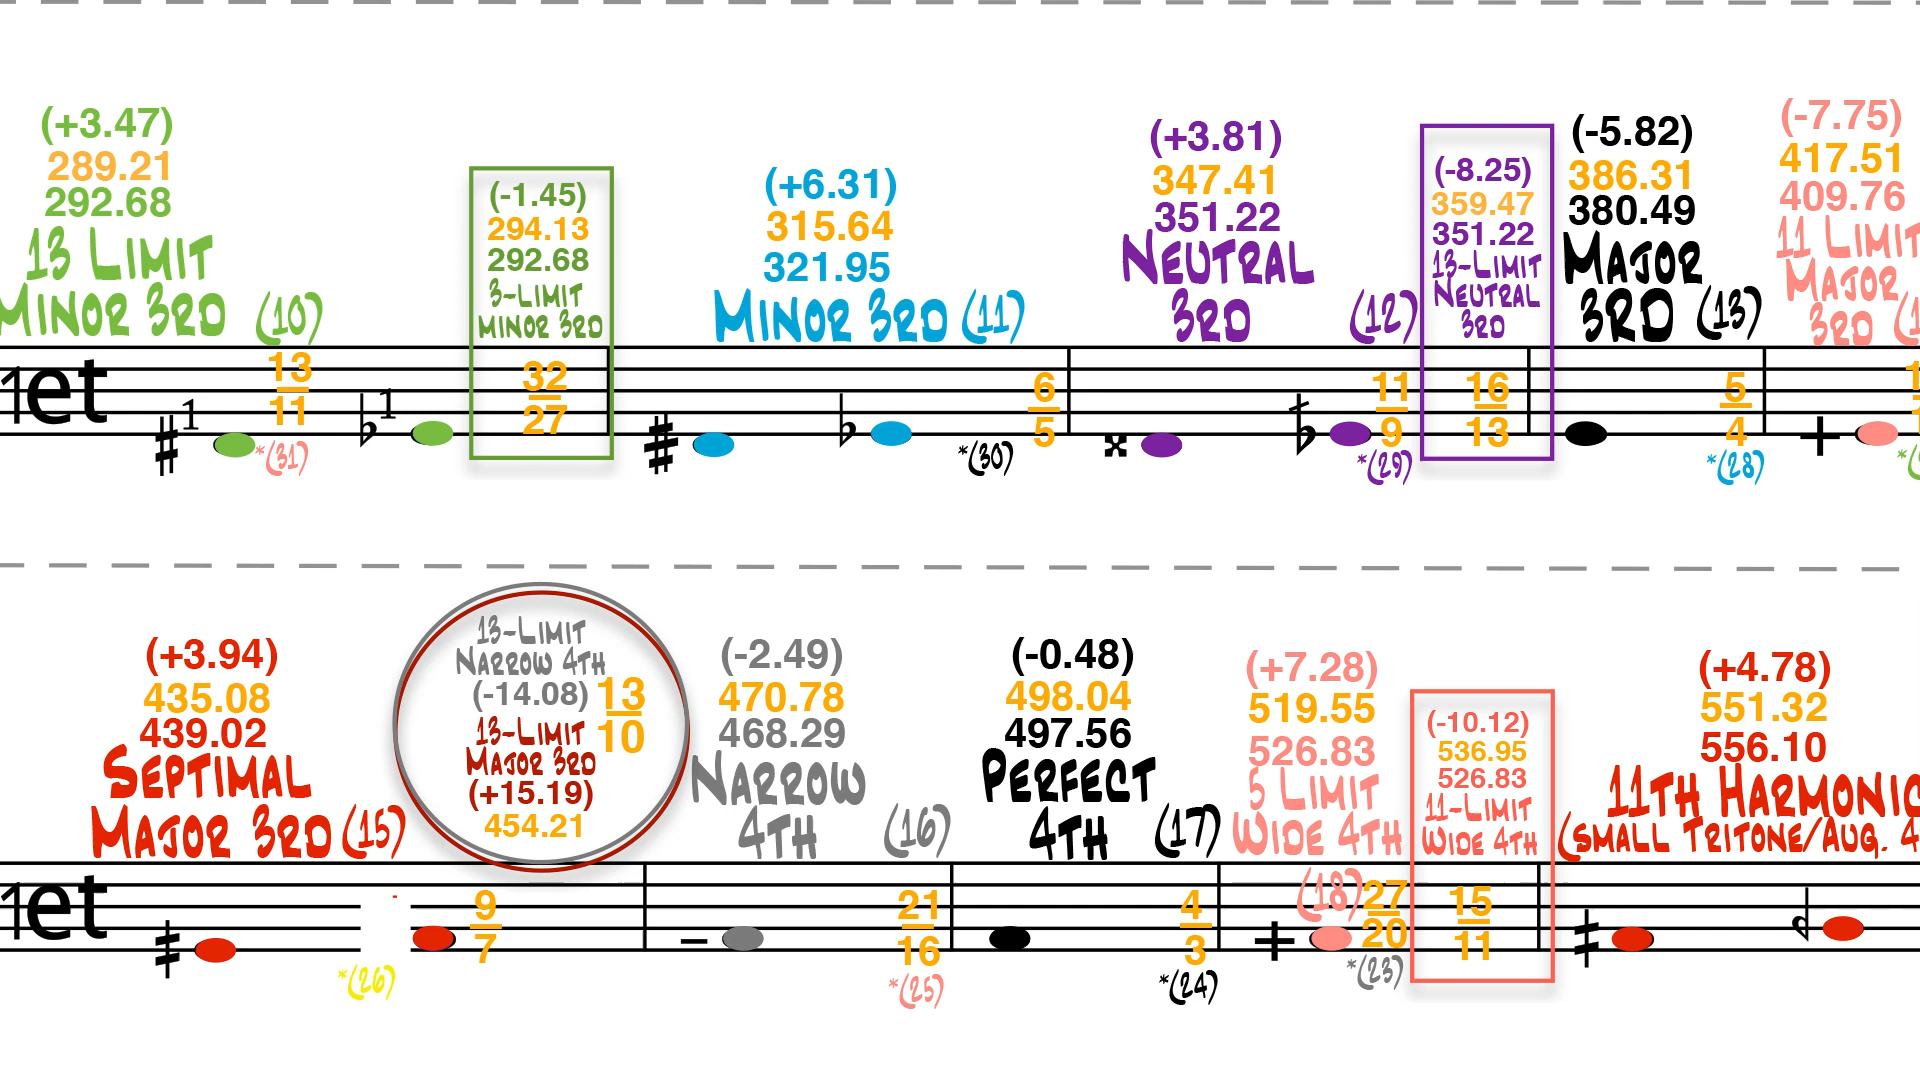 (+3.47)
289.21
292.68
13 Limit
Minor 3rd (10)
13
11
*(31)
♯1
♭1
(-1.45)
294.13
292.68
3-Limit
Minor 3rd
32
27
(+6.31)
315.64
321.95
Minor 3rd (11)
6
5
*(30)
(+3.81)
347.41
351.22
Neutral
3rd (12)
11
9
*(29)
(-8.25)
359.47
351.22
13-Limit
Neutral
3rd
16
13
(-5.82)
386.31
380.49
Major
3rd (13)
5
4
*(28)
(-7.75)
417.51
409.76
11 Limit
Major
3rd
1et
(+3.94)
435.08
439.02
Septimal
Major 3rd (15)
9
7
*(26)
13-Limit
Narrow 4th
(-14.08)
13
10
13-Limit
Major 3rd
(+15.19)
454.21
(-2.49)
470.78
468.29
Narrow
4th (16)
21
16
*(25)
(-0.48)
498.04
497.56
Perfect
4th (17)
4
3
*(24)
(+7.28)
519.55
526.83
5 Limit
Wide 4th
(18)
27
20
*(23)
(-10.12)
536.95
526.83
11-Limit
Wide 4th
15
11
(+4.78)
551.32
556.10
11th Harmonic
(small Tritone/Aug. 4
1et